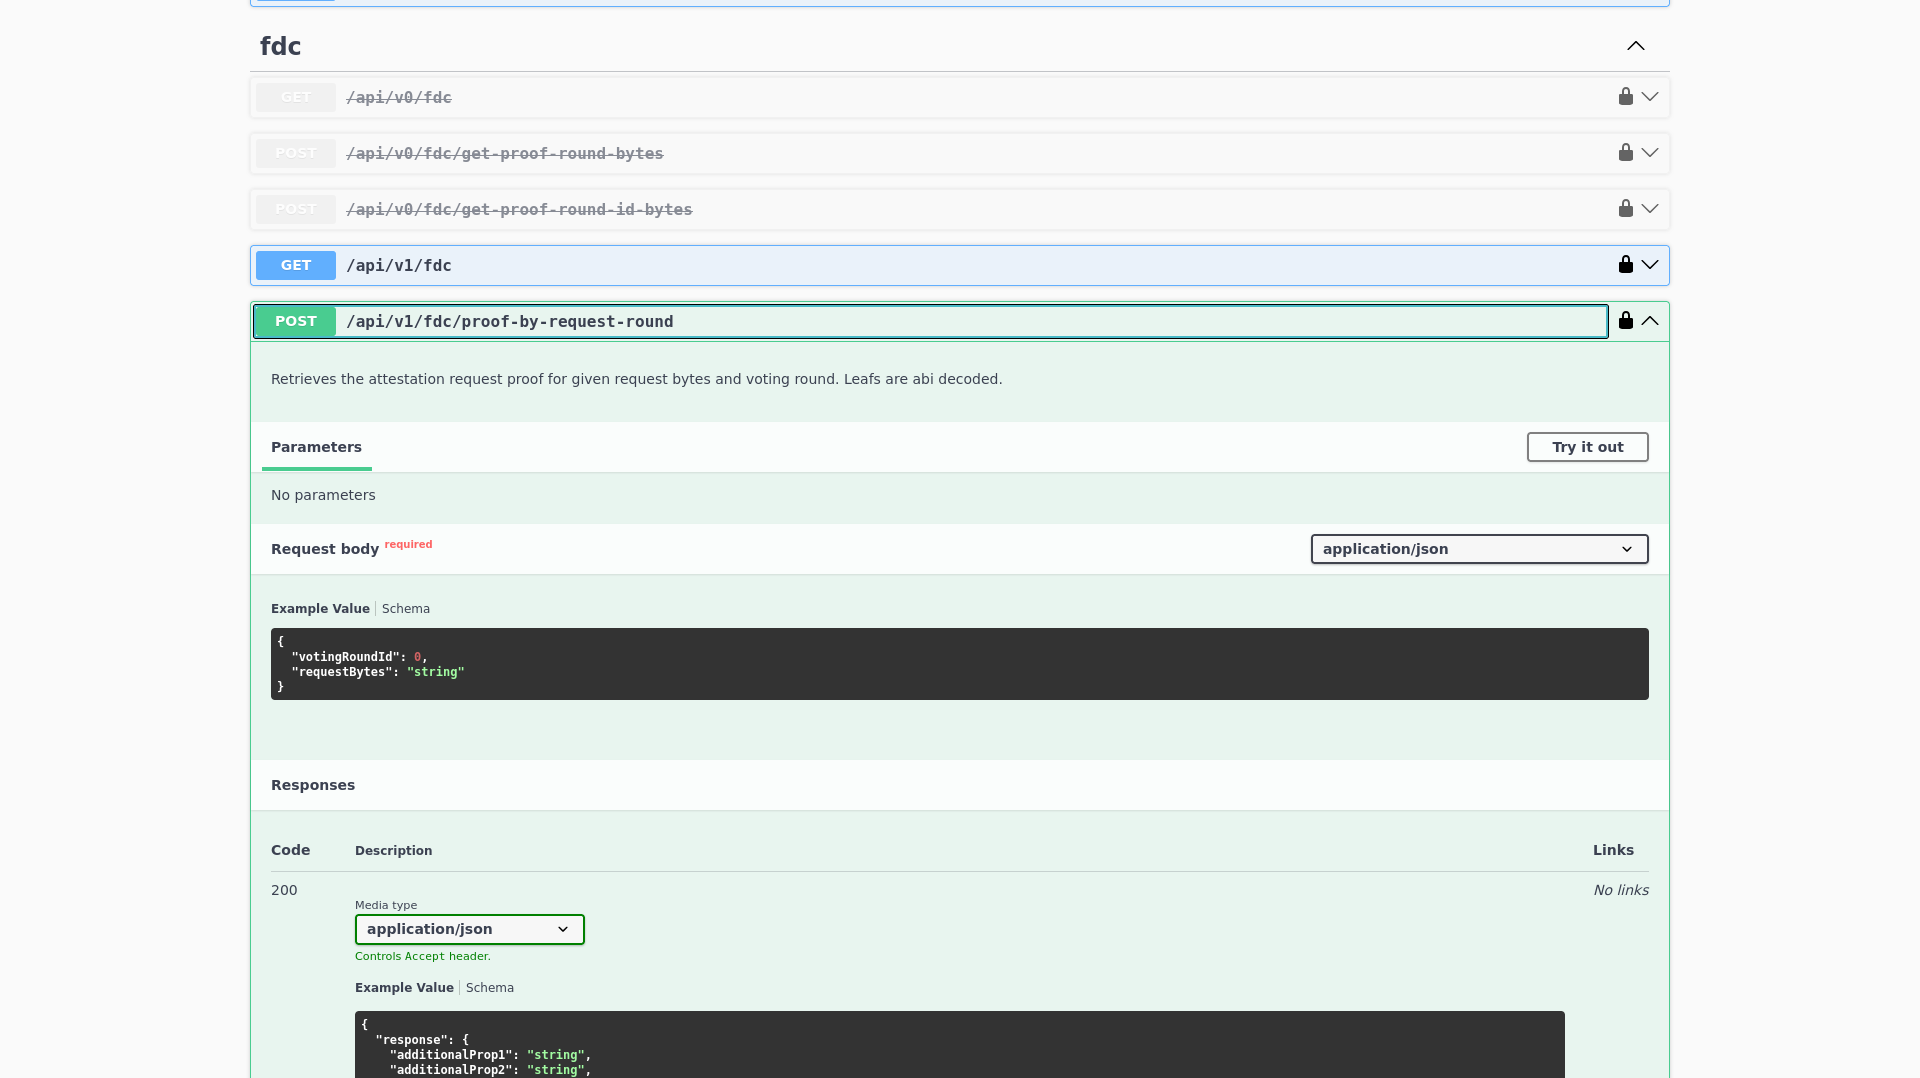 fdc
GET /api/v0/fdc
POST /api/v0/fdc/get-proof-round-bytes
POST /api/v0/fdc/get-proof-round-id-bytes
GET /api/v1/fdc
POST /api/v1/fdc/proof-by-request-round
Retrieves the attestation request proof for given request bytes and voting round. Leafs are abi decoded.
Parameters
Try it out
No parameters
Request body required
application/json
Example Value
Schema
{
"votingRoundId": 0,
"requestBytes": "string"
}
Responses
Code Description Links
200
No links
Media type
application/json
Controls Accept header.
Example Value
Schema
{
"response": {
"additionalProp1": "string",
"additionalProp2": "string",